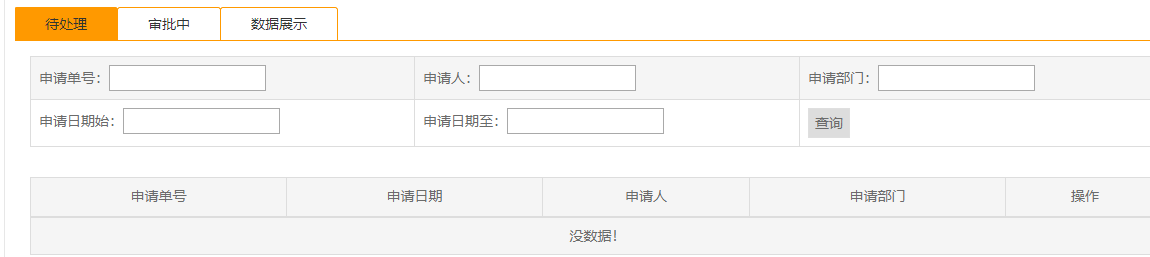 待处理 审批中 数据展示
申请单号： 申请人： 申请部门：
申请日期始： 申请日期至： 查询
申请单号 申请日期 申请人 申请部门 操作
没数据！